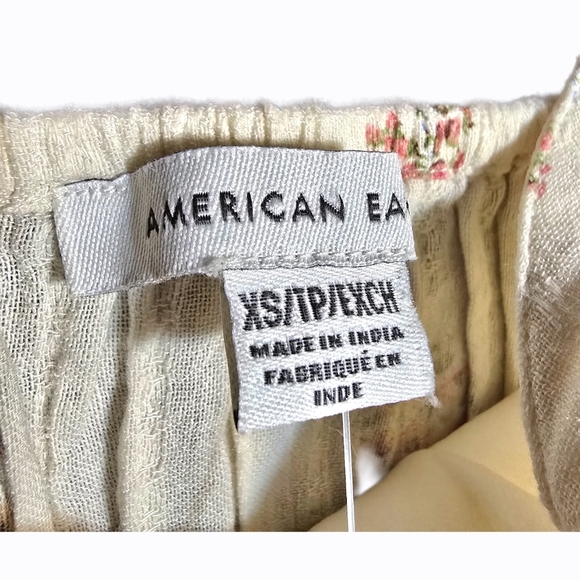 AMERICAN EA
XS/TP/EXCH
MADE IN INDIA
FABRIQUÉ EN
INDE